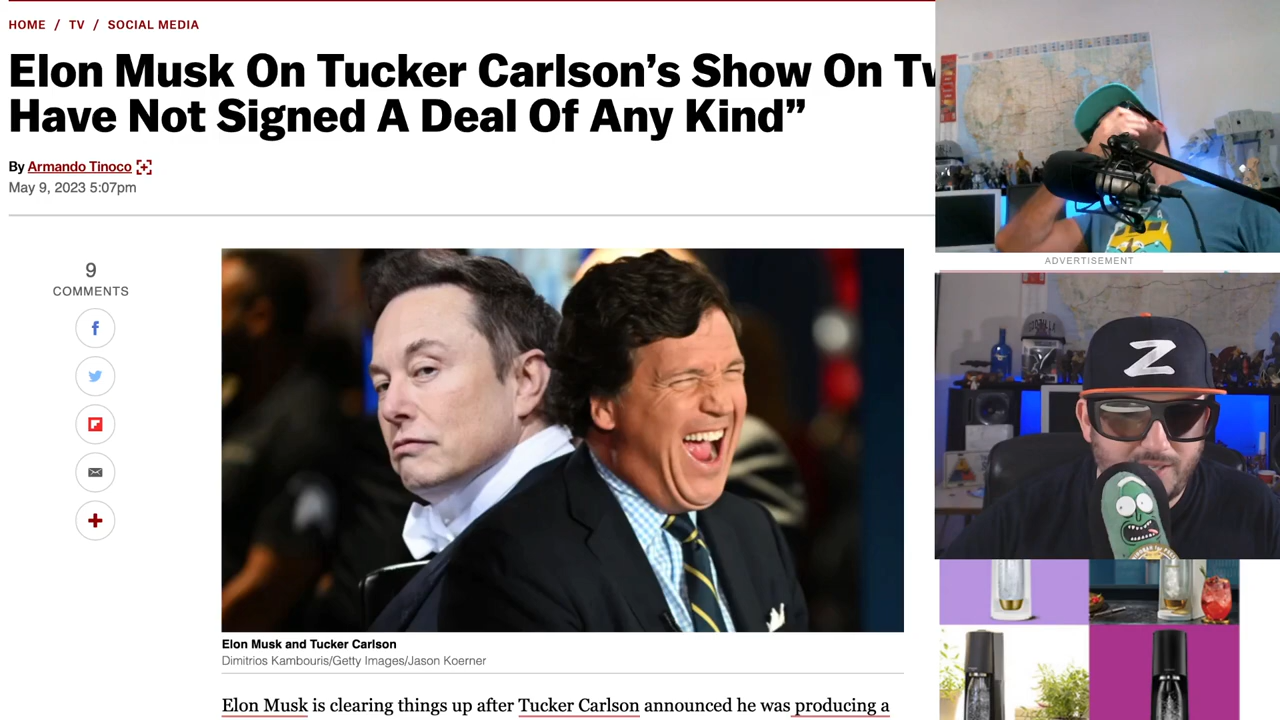 HOME / TV / SOCIAL MEDIA
Elon Musk On Tucker Carlson’s Show On
Have Not Signed A Deal Of Any Kind”
By Armando Tinoco
May 9, 2023 5:07pm
9
COMMENTS
ADVERTISEMENT
Z
Elon Musk and Tucker Carlson
Dimitrios Kambouris/Getty Images/Jason Koerner
Elon Musk is clearing things up after Tucker Carlson announced he was producing a